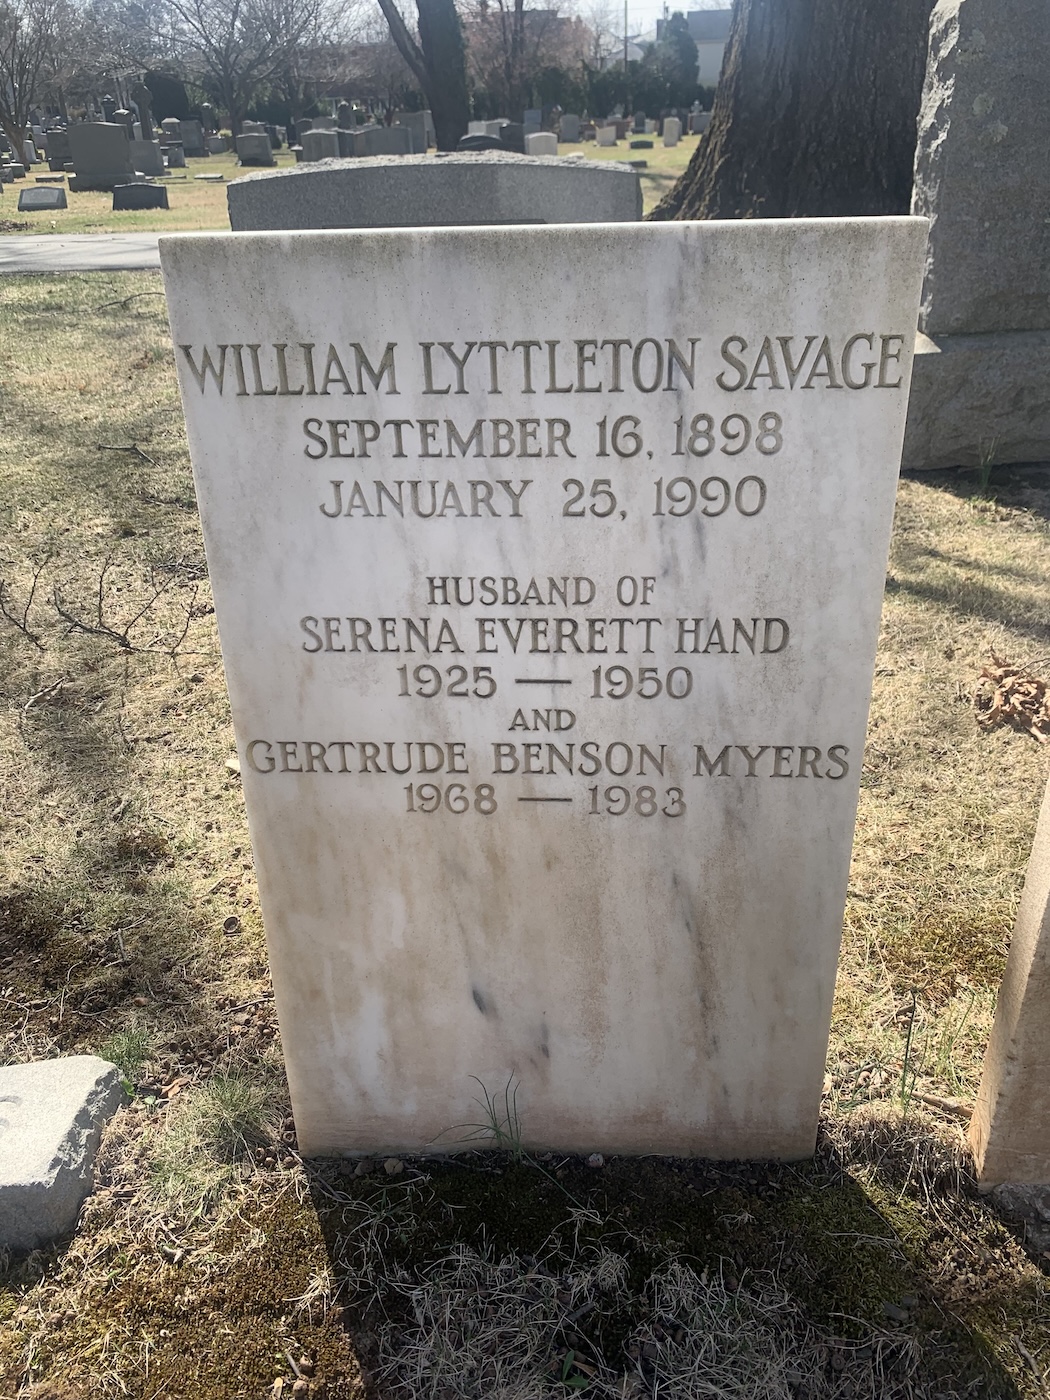 WILLIAM LYTTLETON SAVAGE
SEPTEMBER 16, 1898
JANUARY 25, 1990
HUSBAND OF
SERENA EVERETT HAND
1925 — 1950
AND
GERTRUDE BENSON MYERS
1968 — 1983